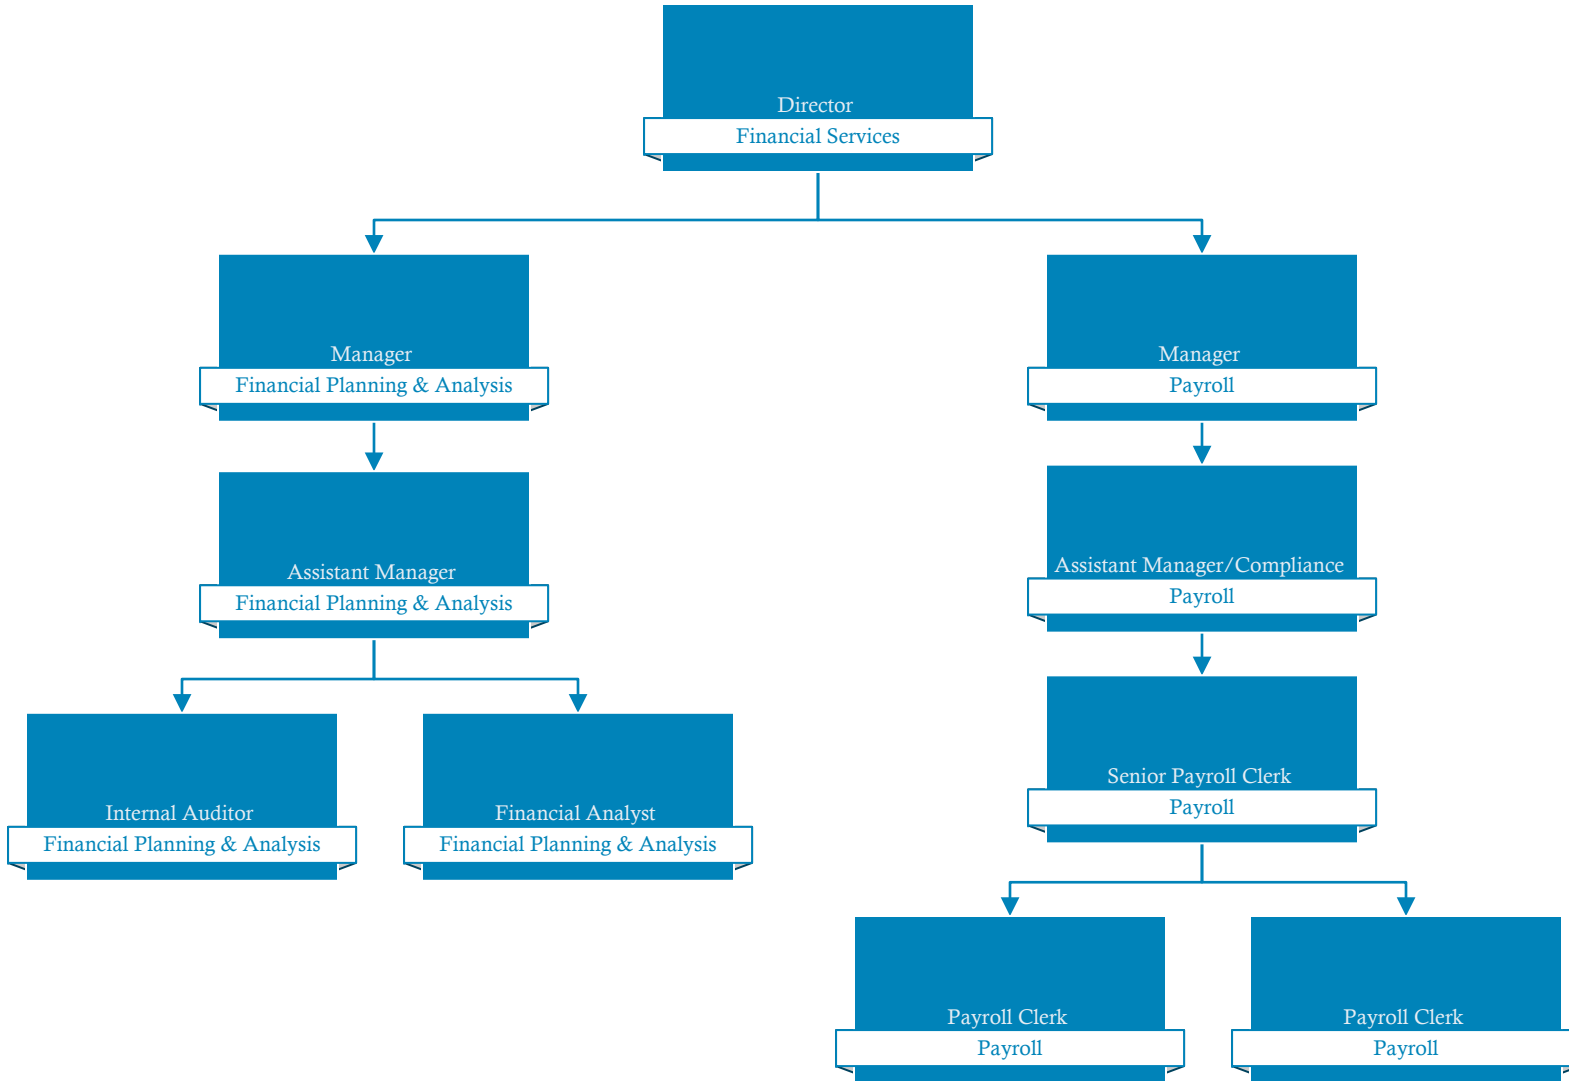 Director
Financial Services
Manager
Financial Planning & Analysis
Manager
Payroll
Assistant Manager
Financial Planning & Analysis
Assistant Manager/Compliance
Payroll
Internal Auditor
Financial Planning & Analysis
Financial Analyst
Financial Planning & Analysis
Senior Payroll Clerk
Payroll
Payroll Clerk
Payroll
Payroll Clerk
Payroll